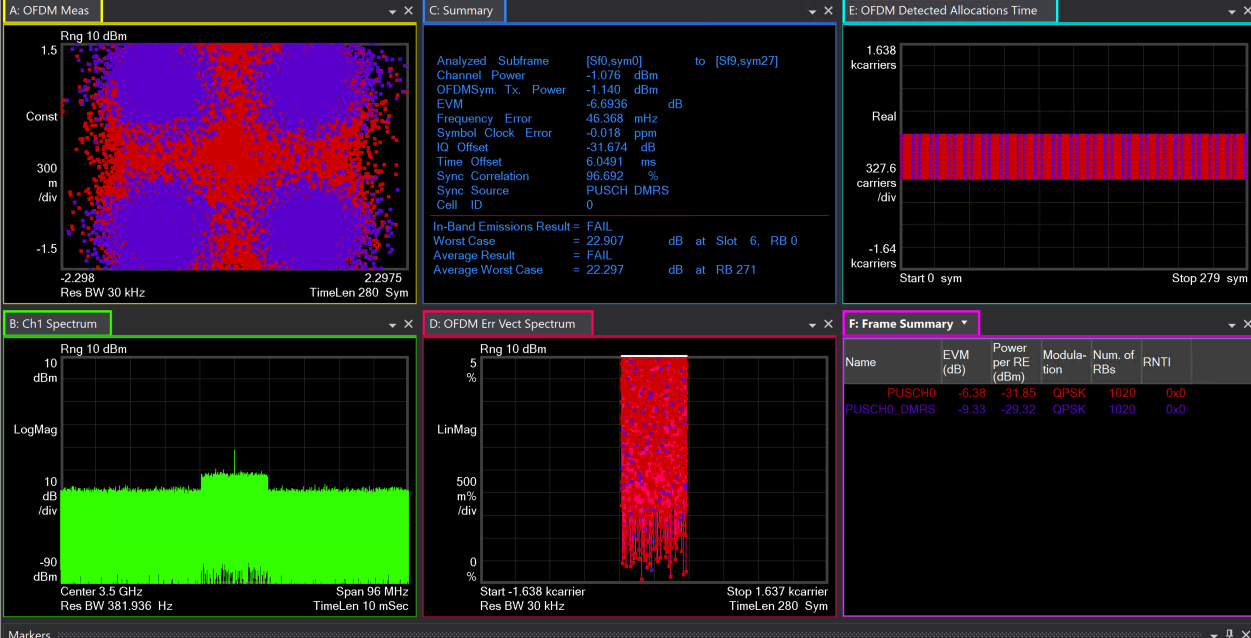 A: OFDM Meas
Rng 10 dBm
1.5
Const
300
m
/div
-1.5
-2.298
2.2975
Res BW 30 kHz
TimeLen 280 Sym
C: Summary
Analyzed Subframe [Sf0,sym0] to [Sf9,sym27]
Channel Power -1.076 dBm
OFDMSym. Tx. Power -1.140 dBm
EVM -6.6936 dB
Frequency Error 46.368 mHz
Symbol Clock Error -0.018 ppm
IQ Offset -31.674 dB
Time Offset 6.0491 ms
Sync Correlation 96.692 %
Sync Source PUSCH DMRS
Cell ID 0
In-Band Emissions Result = FAIL
Worst Case = 22.907 dB at Slot 6, RB 0
Average Result = FAIL
Average Worst Case = 22.297 dB at RB 271
E: OFDM Detected Allocations Time
1.638
kcarriers
Real
327.6
carriers
/div
-1.64
kcarriers
Start 0 sym
Stop 279 sym
B: Ch1 Spectrum
Rng 10 dBm
10
dBm
LogMag
10
dB
/div
-90
dBm
Center 3.5 GHz
Span 96 MHz
Res BW 381.936 Hz
TimeLen 10 mSec
D: OFDM Err Vect Spectrum
Rng 10 dBm
5
%
LinMag
500
m%
/div
0
%
Start -1.638 kcarrier
Stop 1.637 kcarrier
Res BW 30 kHz
TimeLen 280 Sym
F: Frame Summary
Name EVM (dB) Power per RE (dBm) Modula-tion Num. of RBs RNTI
PUSCH0 -6.38 -31.85 QPSK 1020 0x0
PUSCH0_DMRS -9.33 -29.32 QPSK 1020 0x0
Markers